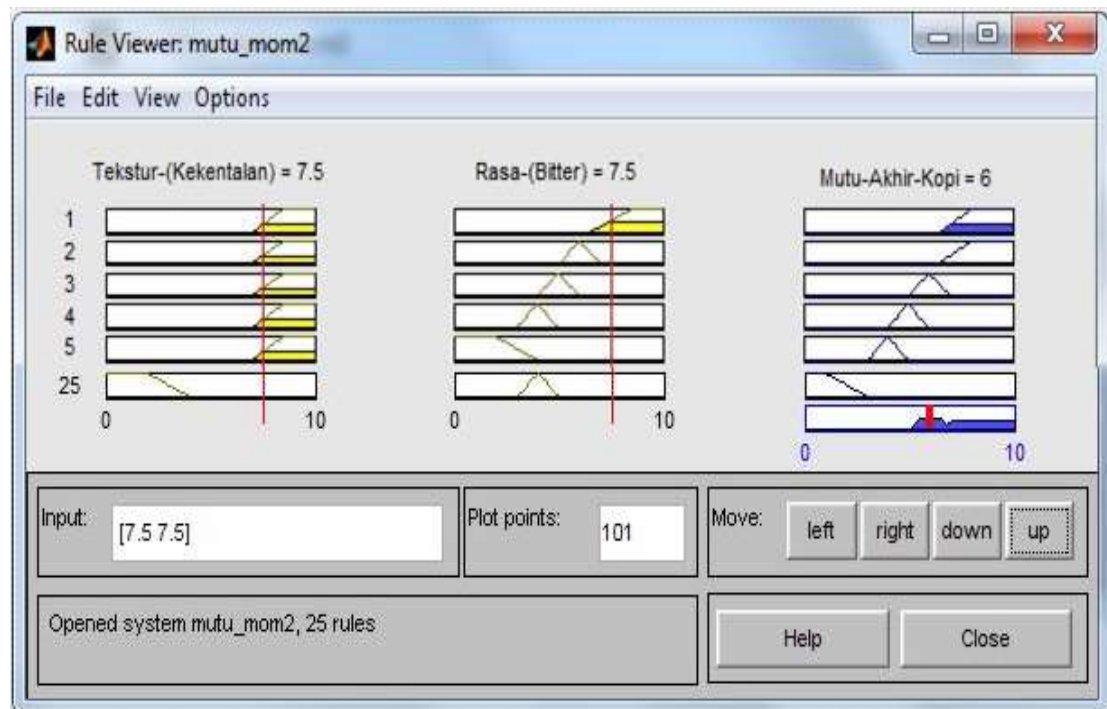 Rule Viewer: mutu_mom2
File Edit View Options
Tekstur-(Kekentalan) = 7.5
Rasa-(Bitter) = 7.5
Mutu-Akhir-Kopi = 6
1
2
3
4
5
25
0 10
0 10
0 10
Input: [7.5 7.5]
Plot points: 101
Move: left right down up
Opened system mutu_mom2, 25 rules
Help Close